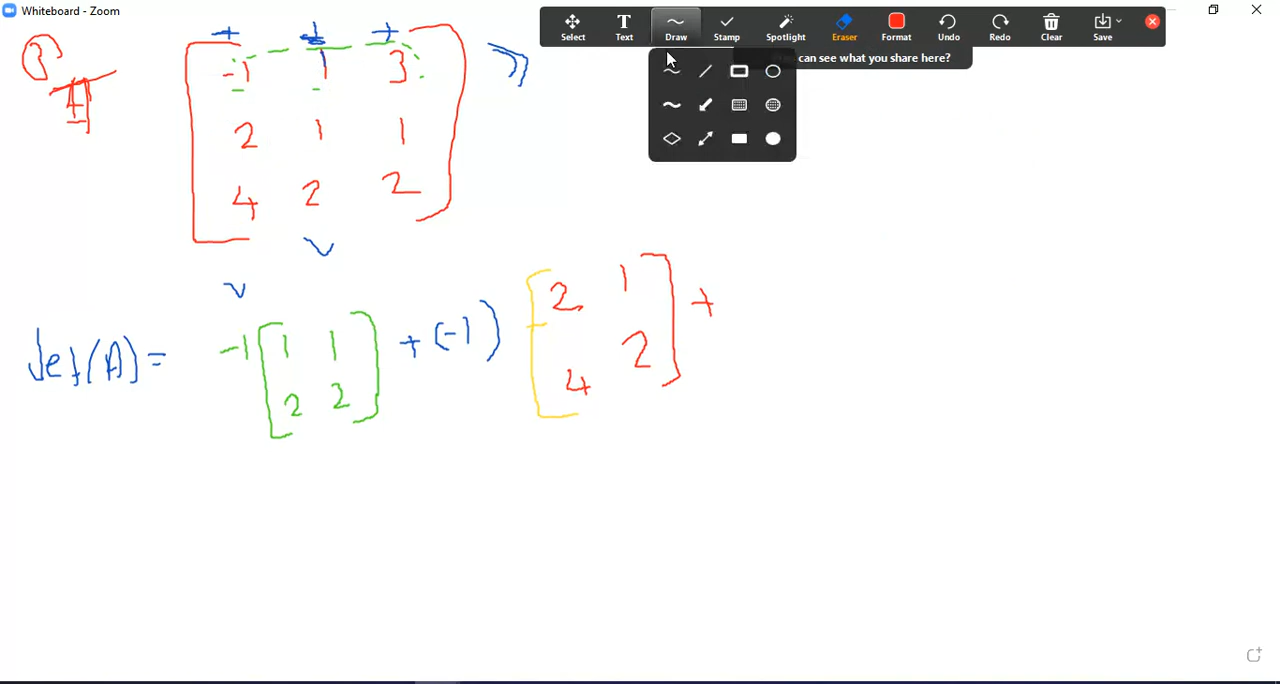 Whiteboard - Zoom
Select Text Draw Stamp Spotlight Eraser Format Undo Redo Clear Save
can see what you share here?
+ + +
-1 1 3
2 1 1
4 2 2
det(A) = -1 [1 1 + (-1) [2 1 +
2 2] 4 2]